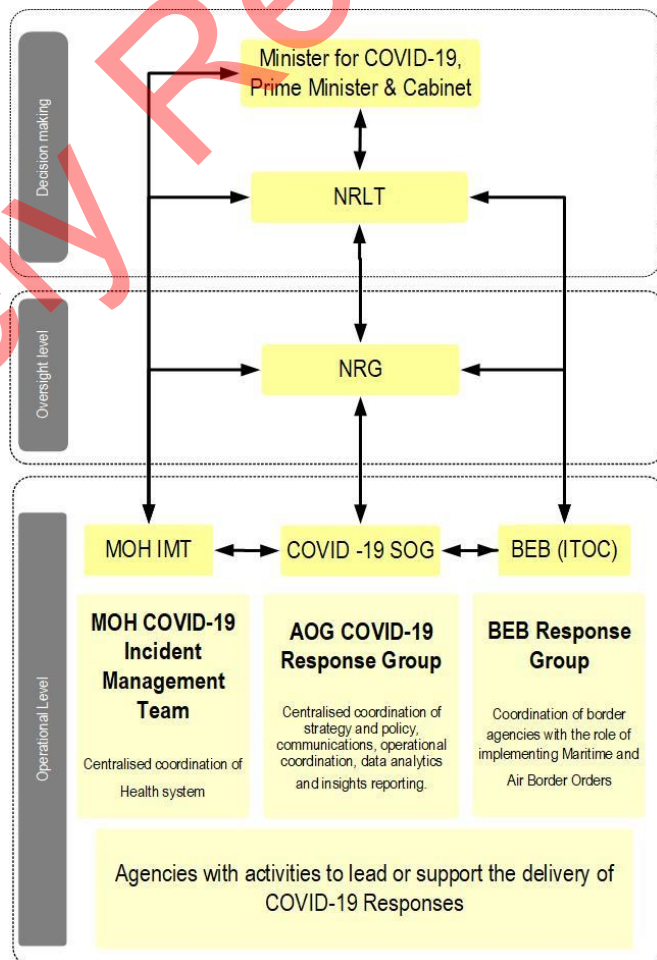 Decision making
Minister for COVID-19,
Prime Minister & Cabinet
NRLT
Oversight level
NRG
Operational Level
MOH IMT
COVID -19 SOG
BEB (ITOC)
MOH COVID-19
Incident
Management
Team
Centralised coordination of
Health system
AOG COVID-19
Response Group
Centralised coordination of
strategy and policy,
communications, operational
coordination, data analytics
and insights reporting.
BEB Response
Group
Coordination of border
agencies with the role of
implementing Maritime and
Air Border Orders
Agencies with activities to lead or support the delivery of
COVID-19 Responses
ly Re